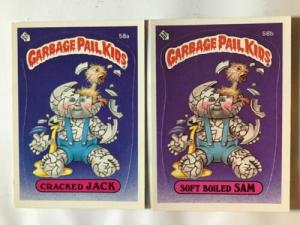 58a
GARBAGE PAIL KIDS
CRACKED JACK
58b
GARBAGE PAIL KIDS
SOFT BOILED SAM